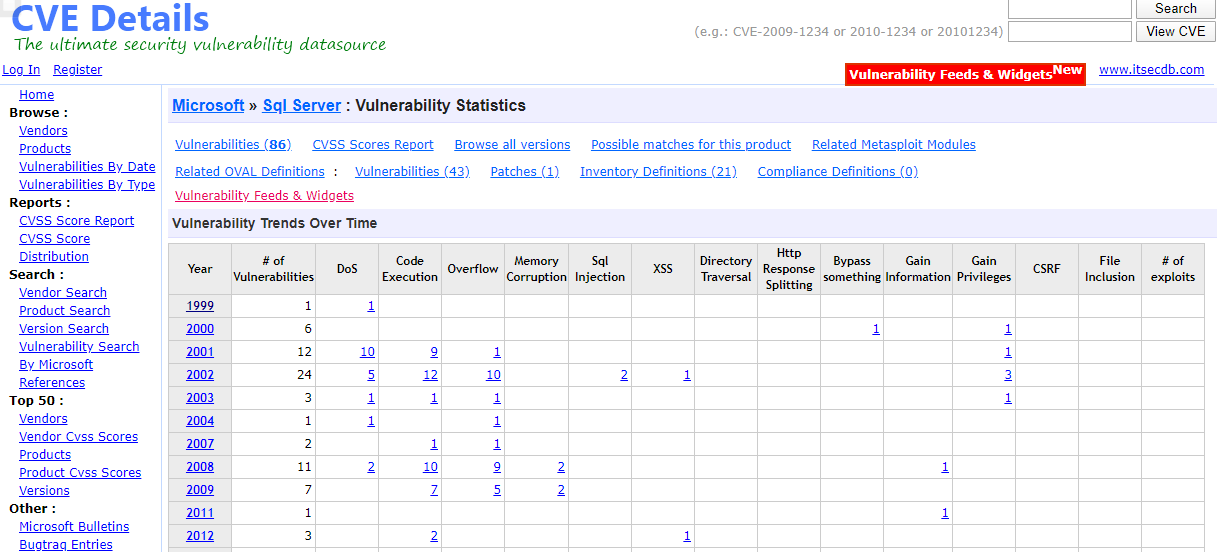 CVE Details
The ultimate security vulnerability datasource
Search
(e.g.: CVE-2009-1234 or 2010-1234 or 20101234)
View CVE
Log In Register
Vulnerability Feeds & WidgetsNew www.itsecdb.com
Home
Browse :
Vendors
Products
Vulnerabilities By Date
Vulnerabilities By Type
Reports :
CVSS Score Report
CVSS Score
Distribution
Search :
Vendor Search
Product Search
Version Search
Vulnerability Search
By Microsoft
References
Top 50 :
Vendors
Vendor Cvss Scores
Products
Product Cvss Scores
Versions
Other :
Microsoft Bulletins
Bugtraq Entries
Microsoft » Sql Server : Vulnerability Statistics
Vulnerabilities (86) CVSS Scores Report Browse all versions Possible matches for this product Related Metasploit Modules
Related OVAL Definitions : Vulnerabilities (43) Patches (1) Inventory Definitions (21) Compliance Definitions (0)
Vulnerability Feeds & Widgets
Vulnerability Trends Over Time
Year # of Vulnerabilities DoS Code Execution Overflow Memory Corruption Sql Injection XSS Directory Traversal Http Response Splitting Bypass something Gain Information Gain Privileges CSRF File Inclusion # of exploits
1999 1 1
2000 6 1 1
2001 12 10 9 1 1
2002 24 5 12 10 2 1 3
2003 3 1 1 1 1
2004 1 1 1
2007 2 1 1
2008 11 2 10 9 2 1
2009 7 7 5 2
2011 1 1
2012 3 2 1